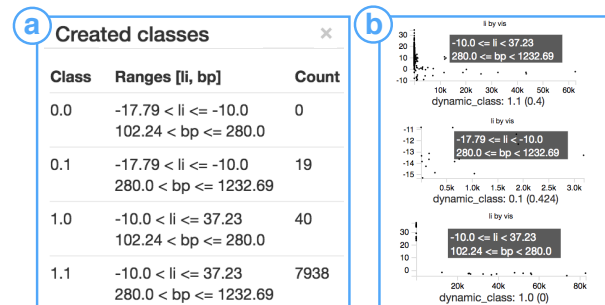 a
Created classes ×
Class Ranges [li, bp] Count
0.0 -17.79 < li <= -10.0 0
102.24 < bp <= 280.0
0.1 -17.79 < li <= -10.0 19
280.0 < bp <= 1232.69
1.0 -10.0 < li <= 37.23 40
102.24 < bp <= 280.0
1.1 -10.0 < li <= 37.23 7938
280.0 < bp <= 1232.69
b
li by vis
30
20
10
0
-10
-10.0 <= li < 37.23
280.0 <= bp < 1232.69
10k 20k 30k 40k 50k 60k
dynamic_class: 1.1 (0.4)
li by vis
-11
-12
-13
-14
-15
-17.79 <= li < -10.0
280.0 <= bp < 1232.69
0.5k 1.0k 1.5k 2.0k 2.5k 3.0k
dynamic_class: 0.1 (0.424)
li by vis
30
20
10
0
-10.0 <= li < 37.23
102.24 <= bp < 280.0
20k 40k 60k 80k
dynamic_class: 1.0 (0)